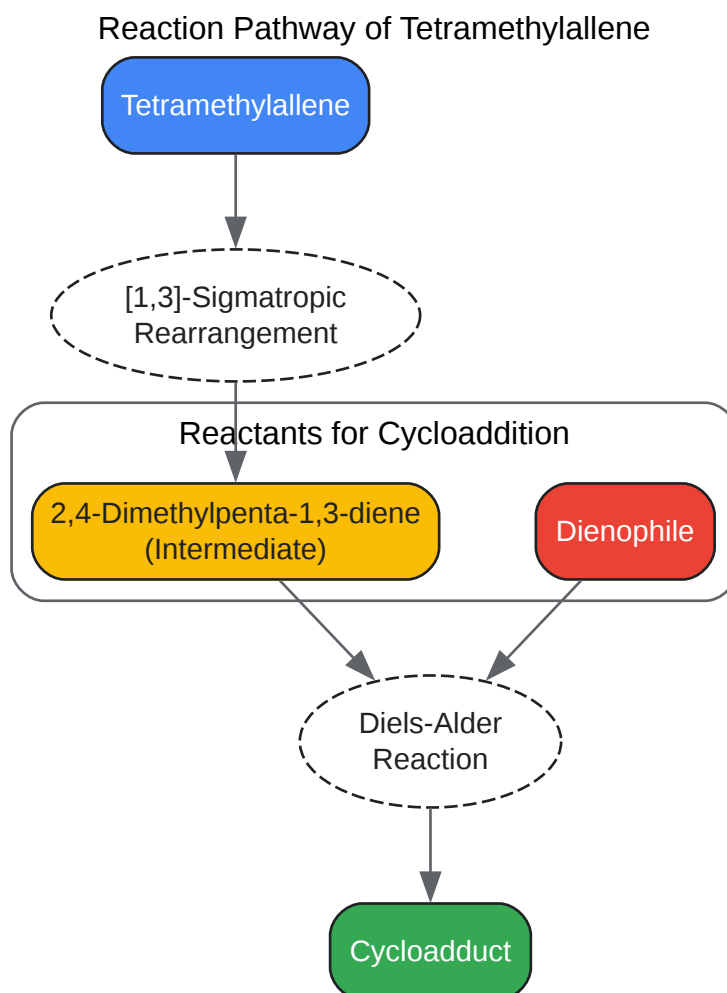 Reaction Pathway of Tetramethylallene
Tetramethylallene
[1,3]-Sigmatropic
Rearrangement
Reactants for Cycloaddition
2,4-Dimethylpenta-1,3-diene
(Intermediate)
Dienophile
Diels-Alder
Reaction
Cycloadduct